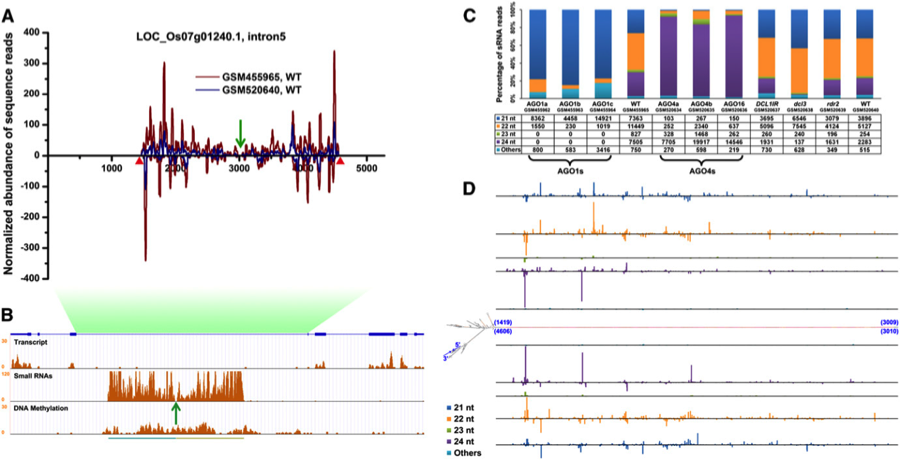 A
LOC_Os07g01240.1, intron5
Normalized abundance of sequence reads
400
300
200
100
0
-100
-200
-300
-400
GSM455965, WT
GSM520640, WT
1000 2000 3000 4000 5000
B
30
Transcript
0
120
Small RNAs
0
30
DNA Methylation
0
C
Percentage of sRNA reads
100%
80%
60%
40%
20%
0%
AGO1a AGO1b AGO1c WT AGO4a AGO4b AGO16 DCL1IR dcl3 rdr2 WT
GSM455962 GSM455963 GSM455964 GSM455965 GSM520634 GSM520635 GSM520636 GSM520637 GSM520638 GSM520639 GSM520640
21 nt 8362 4458 14921 7363 103 267 150 3695 6546 3079 3896
22 nt 1550 230 1019 11449 252 2340 637 5096 7545 4124 5127
23 nt 0 0 0 827 328 1468 262 260 240 196 254
24 nt 0 0 0 7505 7705 19917 14546 1931 137 1631 2283
Others 800 583 3416 750 270 598 219 730 628 349 515
AGO1s AGO4s
D
(1419) (3009)
(4606) (3010)
5'
3'
21 nt
22 nt
23 nt
24 nt
Others